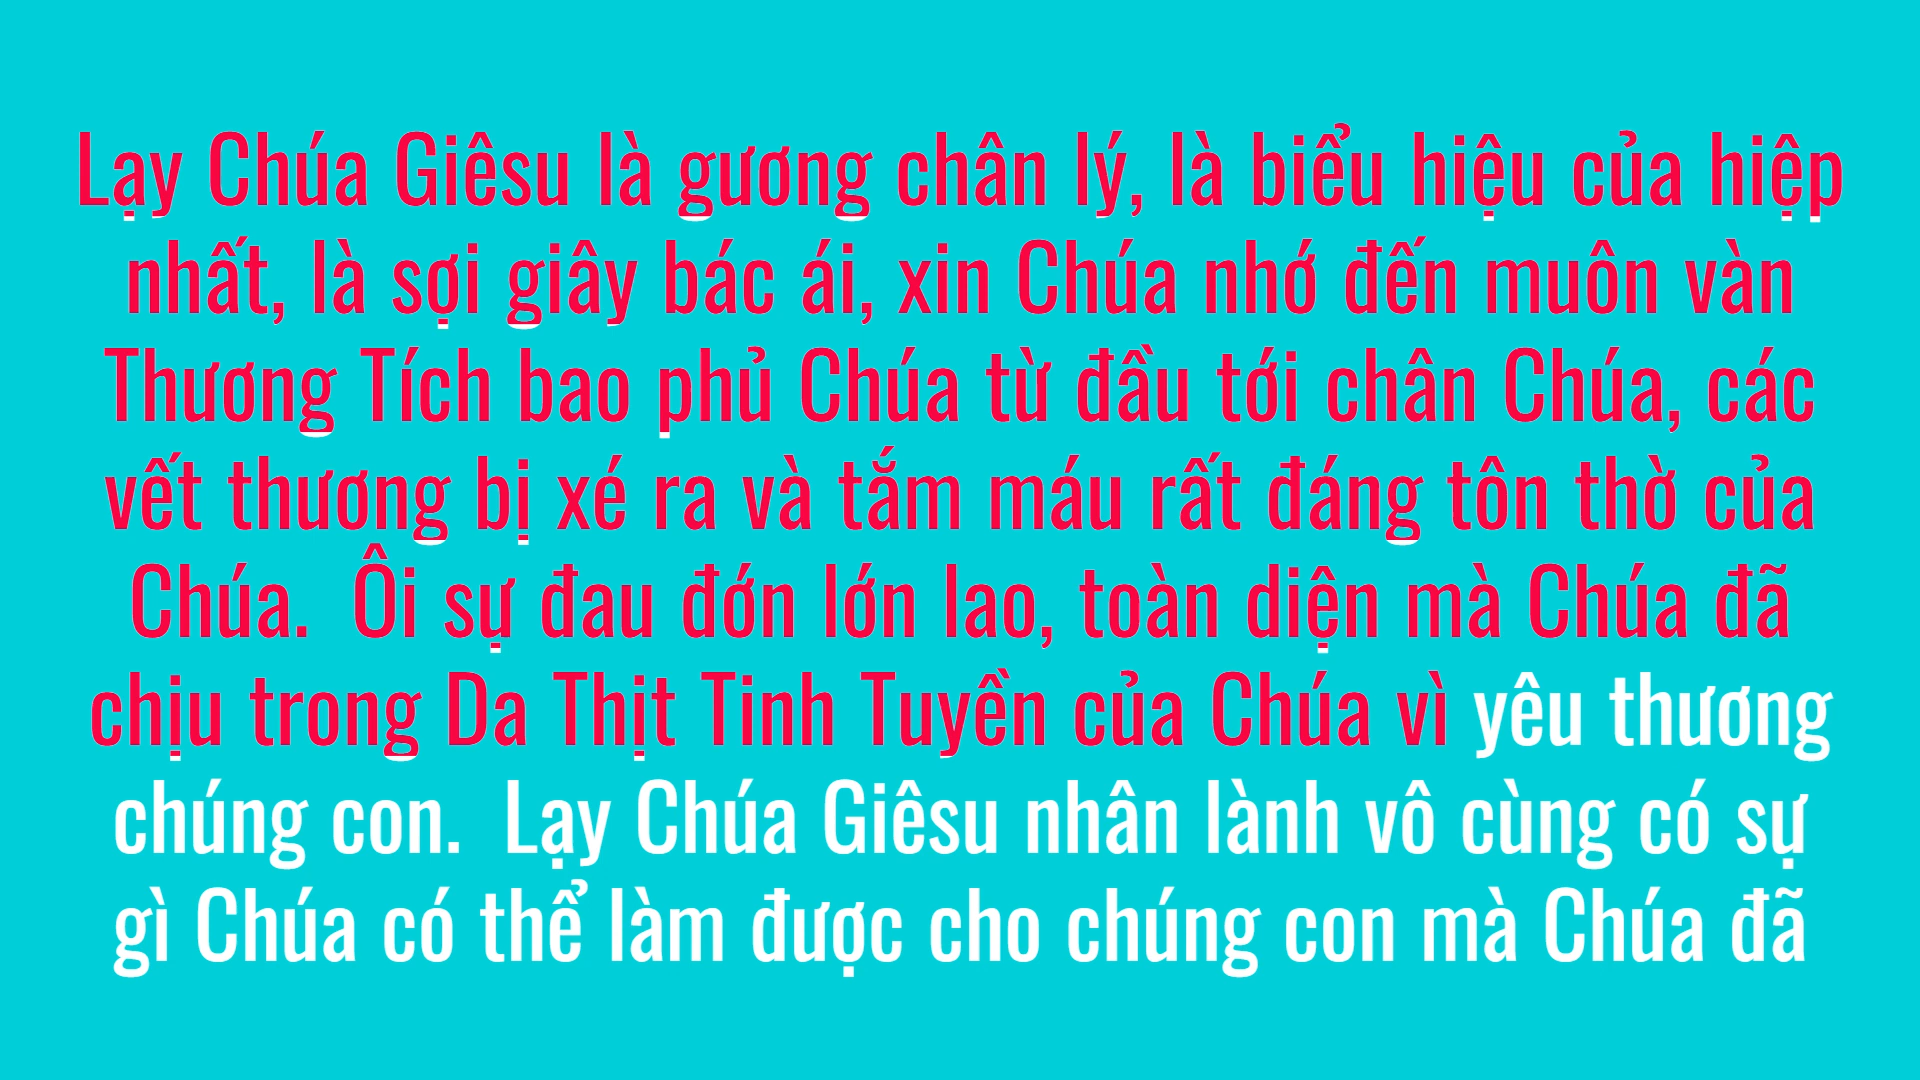 Lạy Chúa Giêsu là gương chân lý, là biểu hiệu của hiệp
nhất, là sợi giây bác ái, xin Chúa nhớ đến muôn vàn
Thương Tích bao phủ Chúa từ đầu tới chân Chúa, các
vết thương bị xé ra và tắm máu rất đáng tôn thờ của
Chúa.  Ôi sự đau đớn lớn lao, toàn diện mà Chúa đã
chịu trong Da Thịt Tinh Tuyền của Chúa vì yêu thương
chúng con.  Lạy Chúa Giêsu nhân lành vô cùng có sự
gì Chúa có thể làm được cho chúng con mà Chúa đã